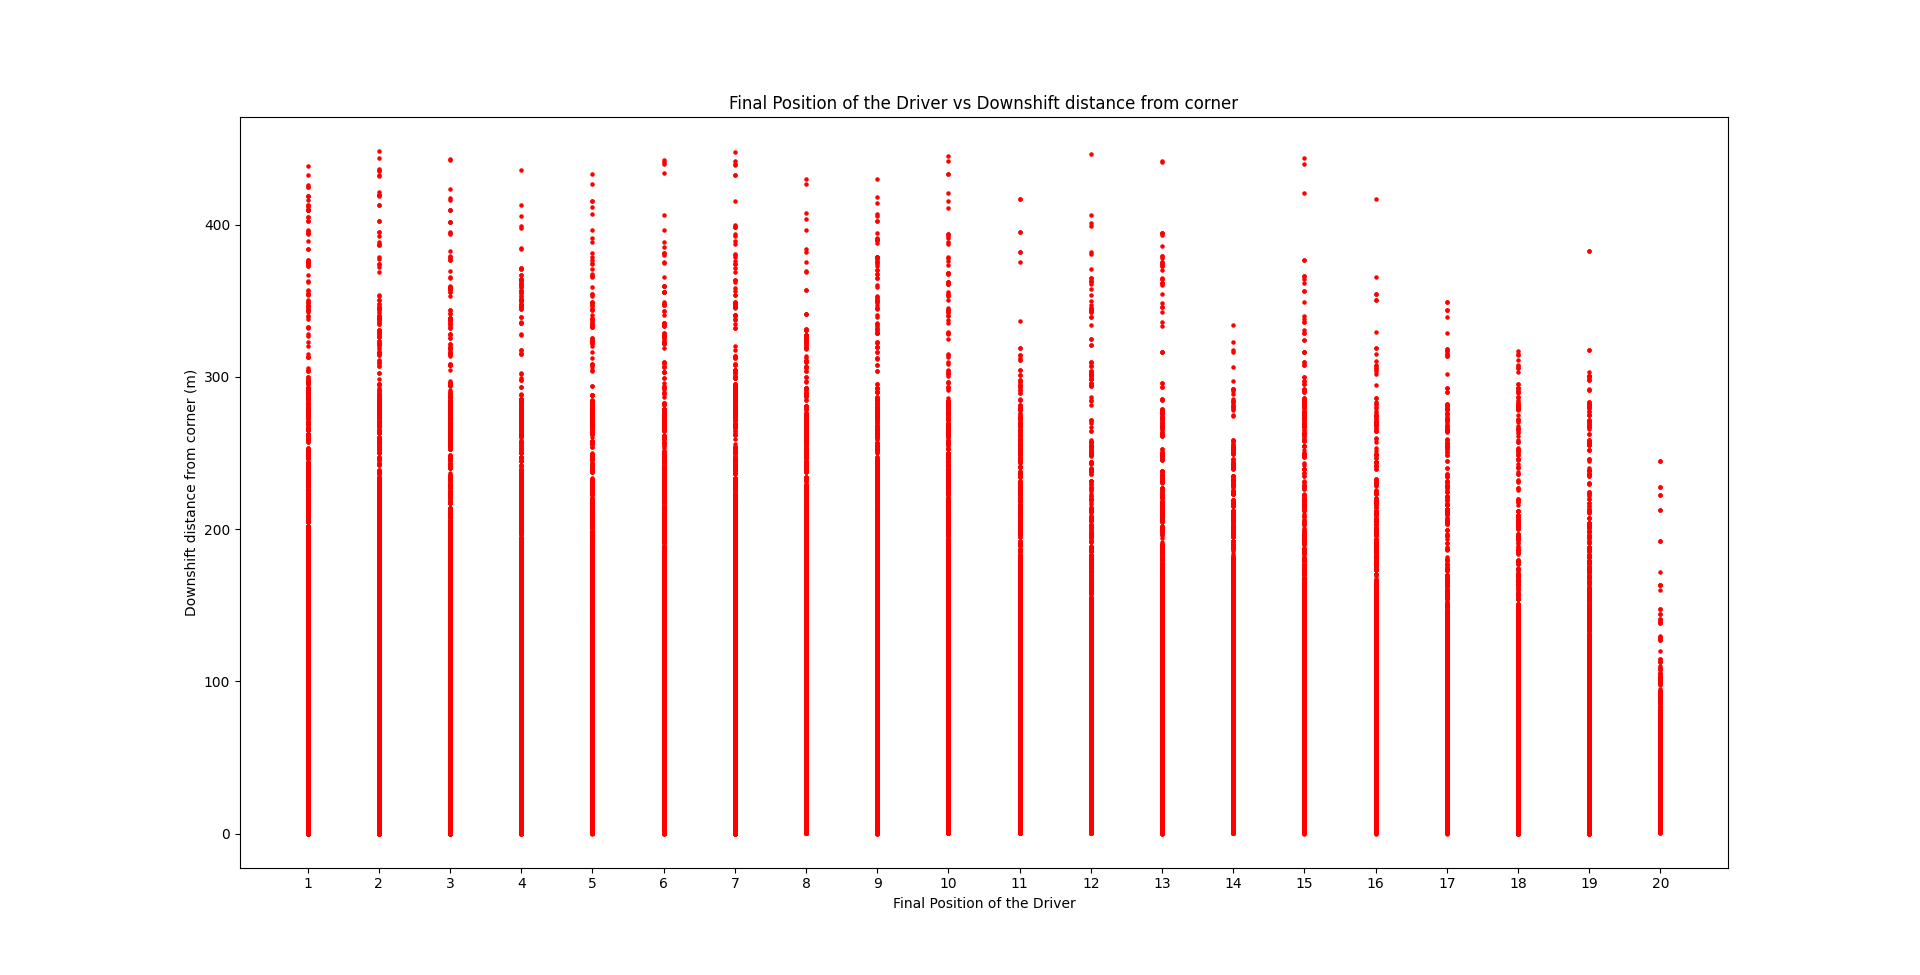 Final Position of the Driver vs Downshift distance from corner
Downshift distance from corner (m)
400
300
200
100
0
1 2 3 4 5 6 7 8 9 10 11 12 13 14 15 16 17 18 19 20
Final Position of the Driver